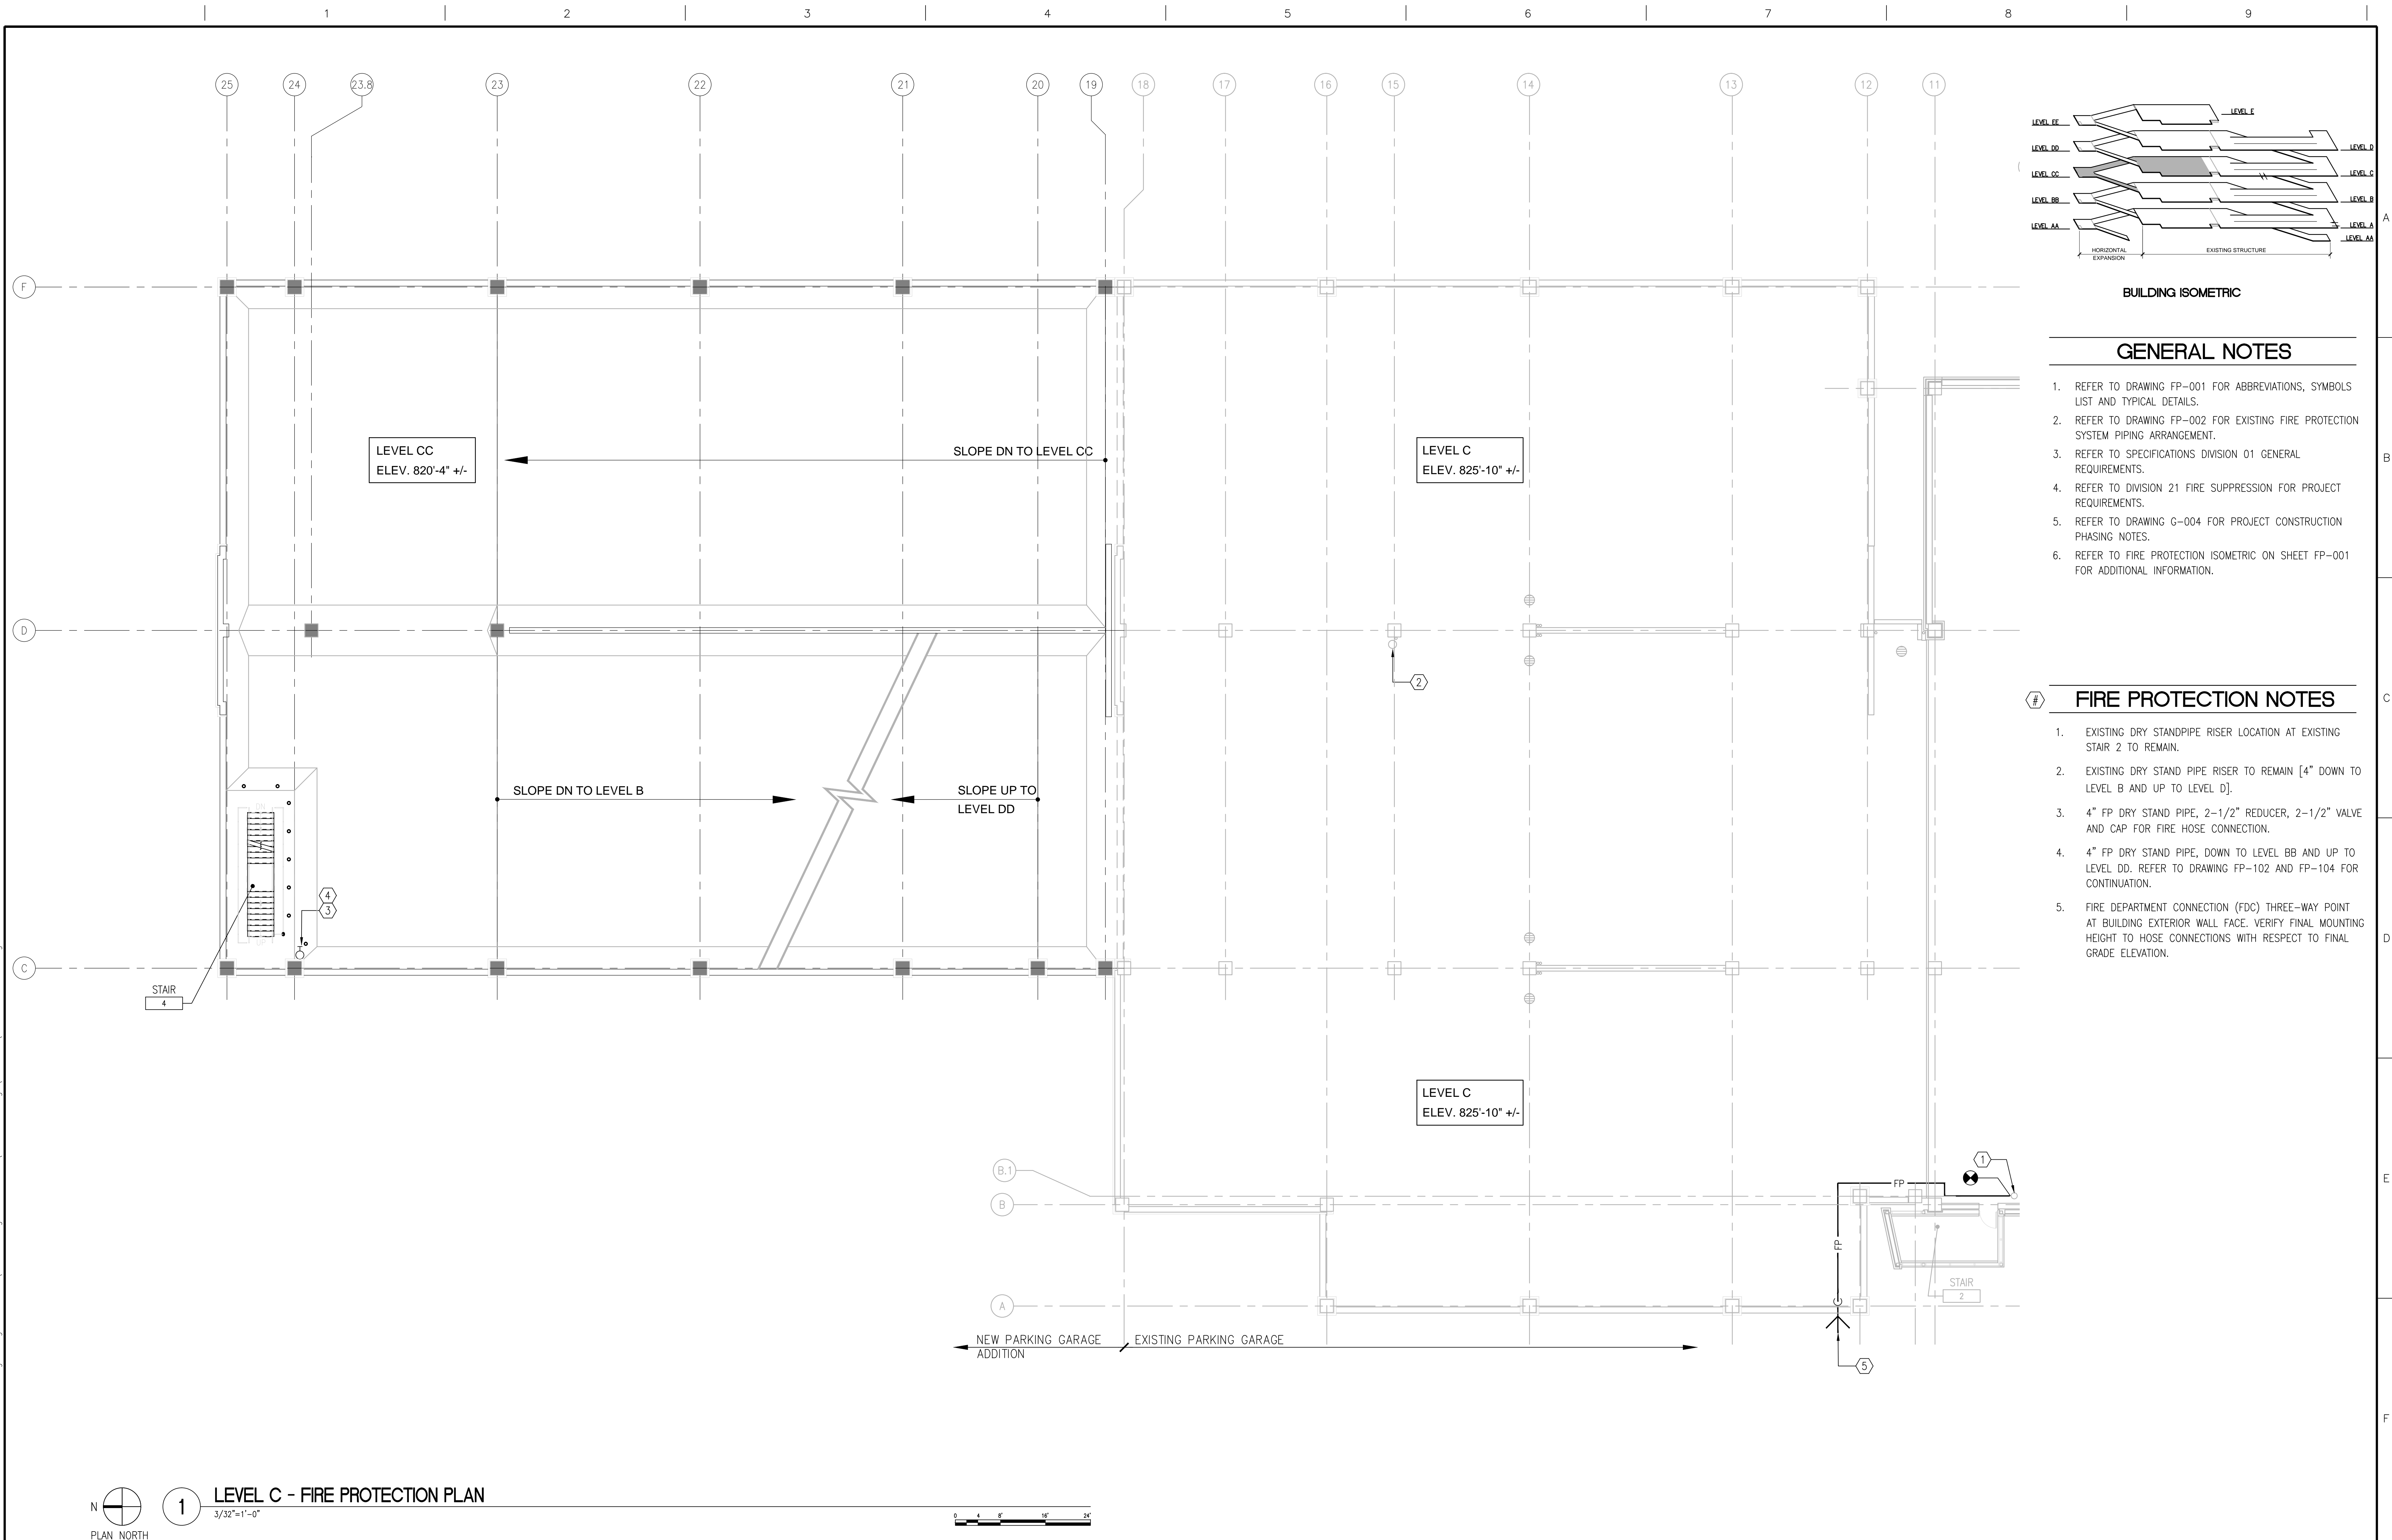 1 2 3 4 5 6 7 8 9
25 24 23.8 23 22 21 20 19 18 17 16 15 14 13 12 11
LEVEL E
LEVEL EE
LEVEL DD
LEVEL D
LEVEL CC
LEVEL C
LEVEL BB
LEVEL B
LEVEL AA
LEVEL A
LEVEL AA
HORIZONTAL
EXPANSION
EXISTING STRUCTURE
BUILDING ISOMETRIC
A
B
C
D
E
F
GENERAL NOTES
1. REFER TO DRAWING FP-001 FOR ABBREVIATIONS, SYMBOLS
LIST AND TYPICAL DETAILS.
2. REFER TO DRAWING FP-002 FOR EXISTING FIRE PROTECTION
SYSTEM PIPING ARRANGEMENT.
3. REFER TO SPECIFICATIONS DIVISION 01 GENERAL
REQUIREMENTS.
4. REFER TO DIVISION 21 FIRE SUPPRESSION FOR PROJECT
REQUIREMENTS.
5. REFER TO DRAWING G-004 FOR PROJECT CONSTRUCTION
PHASING NOTES.
6. REFER TO FIRE PROTECTION ISOMETRIC ON SHEET FP-001
FOR ADDITIONAL INFORMATION.
# FIRE PROTECTION NOTES
1. EXISTING DRY STANDPIPE RISER LOCATION AT EXISTING
STAIR 2 TO REMAIN.
2. EXISTING DRY STAND PIPE RISER TO REMAIN [4" DOWN TO
LEVEL B AND UP TO LEVEL D].
3. 4" FP DRY STAND PIPE, 2-1/2" REDUCER, 2-1/2" VALVE
AND CAP FOR FIRE HOSE CONNECTION.
4. 4" FP DRY STAND PIPE, DOWN TO LEVEL BB AND UP TO
LEVEL DD. REFER TO DRAWING FP-102 AND FP-104 FOR
CONTINUATION.
5. FIRE DEPARTMENT CONNECTION (FDC) THREE-WAY POINT
AT BUILDING EXTERIOR WALL FACE. VERIFY FINAL MOUNTING
HEIGHT TO HOSE CONNECTIONS WITH RESPECT TO FINAL
GRADE ELEVATION.
F
LEVEL CC
ELEV. 820'-4" +/-
SLOPE DN TO LEVEL CC
LEVEL C
ELEV. 825'-10" +/-
D
2
SLOPE DN TO LEVEL B
SLOPE UP TO
LEVEL DD
DN
UP
4
3
C
STAIR
4
LEVEL C
ELEV. 825'-10" +/-
B.1
B
1
FP
FP
STAIR
2
A
NEW PARKING GARAGE
ADDITION
EXISTING PARKING GARAGE
5
N
PLAN NORTH
1
LEVEL C - FIRE PROTECTION PLAN
3/32"=1'-0"
0 4 8' 16' 24'